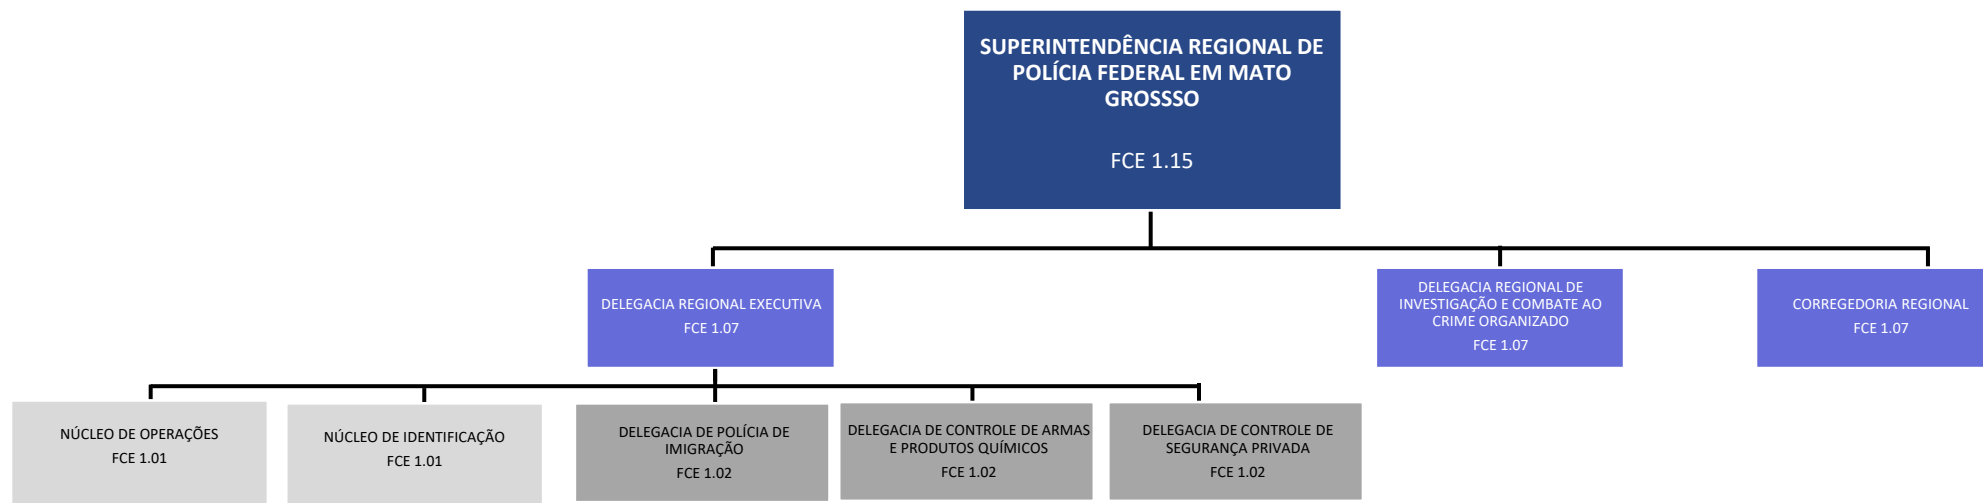 SUPERINTENDÊNCIA REGIONAL DE
POLÍCIA FEDERAL EM MATO
GROSSSO
FCE 1.15
DELEGACIA REGIONAL EXECUTIVA
FCE 1.07
DELEGACIA REGIONAL DE
INVESTIGAÇÃO E COMBATE AO
CRIME ORGANIZADO
FCE 1.07
CORREGEDORIA REGIONAL
FCE 1.07
NÚCLEO DE OPERAÇÕES
FCE 1.01
NÚCLEO DE IDENTIFICAÇÃO
FCE 1.01
DELEGACIA DE POLÍCIA DE
IMIGRAÇÃO
FCE 1.02
DELEGACIA DE CONTROLE DE ARMAS
E PRODUTOS QUÍMICOS
FCE 1.02
DELEGACIA DE CONTROLE DE
SEGURANÇA PRIVADA
FCE 1.02